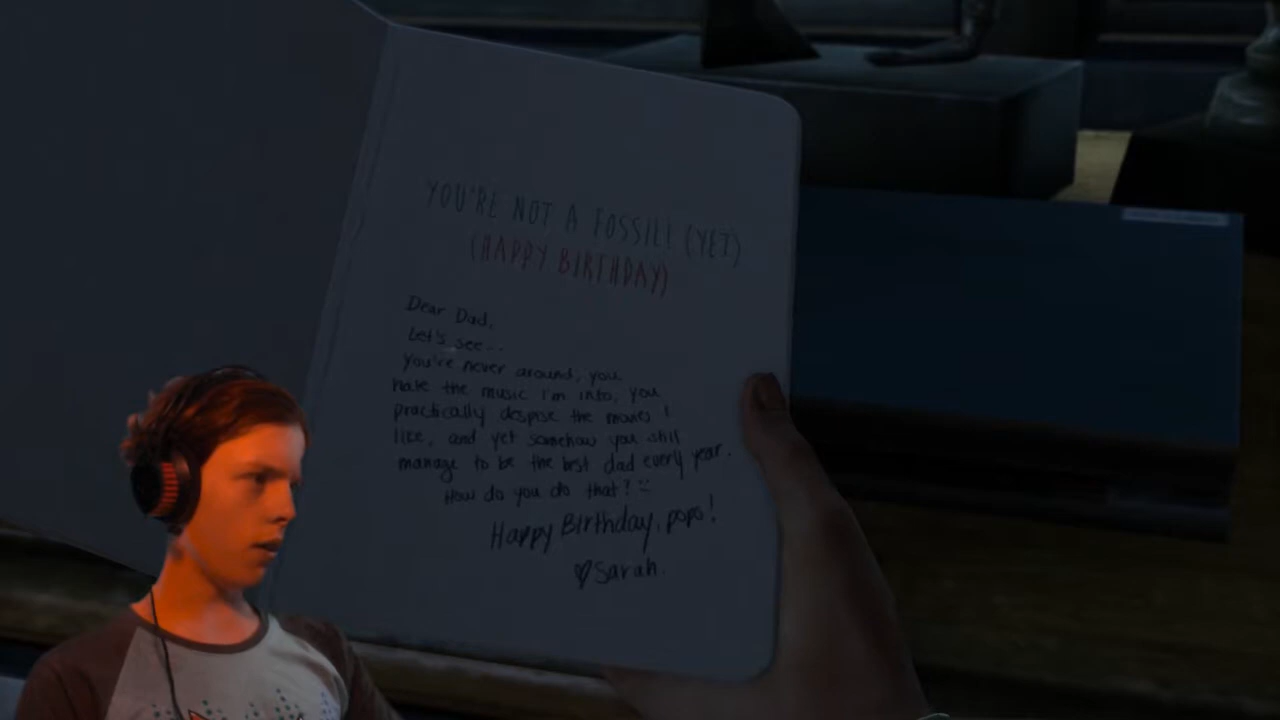 YOU'RE NOT A FOSSIL! (YET)
(HAPPY BIRTHDAY)
Dear Dad,
Let's see...
you're never around, you
hate the music i'm into, you
practically despise the movies i
like, and yet somehow you still
manage to be the best dad every year.
How do you do that? :)
Happy Birthday, pops!
♡ Sarah.